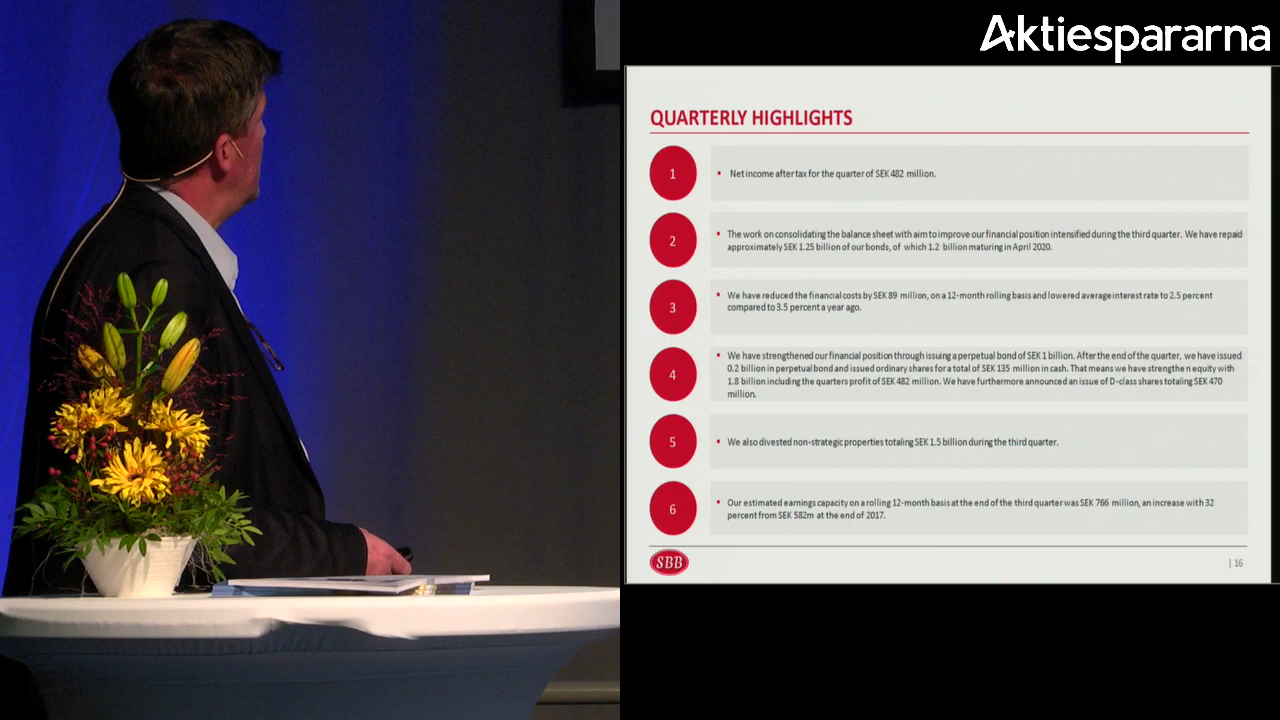 Aktiespararna
QUARTERLY HIGHLIGHTS
1
• Net income after tax for the quarter of SEK 482 million.
2
• The work on consolidating the balance sheet with aim to improve our financial position intensified during the third quarter. We have repaid
approximately SEK 1.25 billion of our bonds, of which 1.2 billion maturing in April 2020.
3
• We have reduced the financial costs by SEK 89 million, on a 12-month rolling basis and lowered average interest rate to 2.5 percent
compared to 3.5 percent a year ago.
4
• We have strengthened our financial position through issuing a perpetual bond of SEK 1 billion. After the end of the quarter, we have issued
0.2 billion in perpetual bond and issued ordinary shares for a total of SEK 135 million in cash. That means we have strengthen equity with
1.8 billion including the quarters profit of SEK 482 million. We have furthermore announced an issue of D-class shares totaling SEK 470
million.
5
• We also divested non-strategic properties totaling SEK 1.5 billion during the third quarter.
6
• Our estimated earnings capacity on a rolling 12-month basis at the end of the third quarter was SEK 766 million, an increase with 32
percent from SEK 582m at the end of 2017.
SBB
| 16